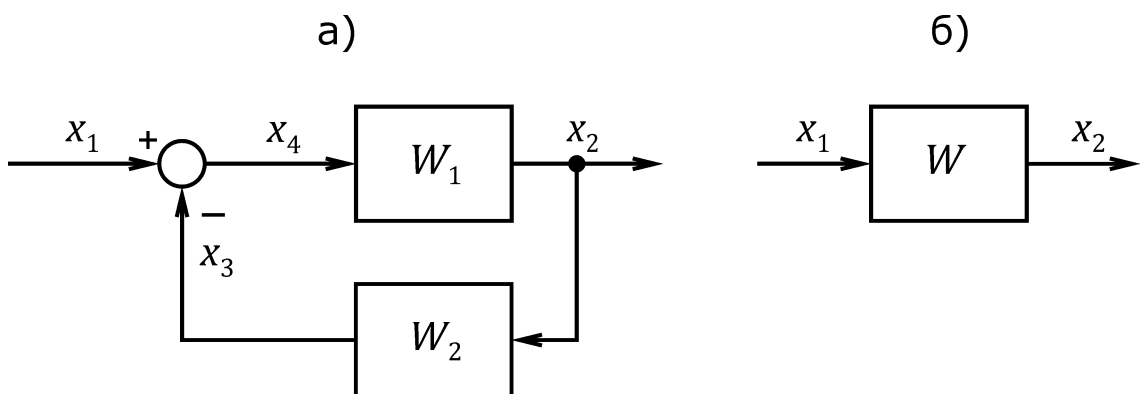 а) б)
x₁ + x₄ W₁ x₂ x₁ W x₂
−
x₃
W₂